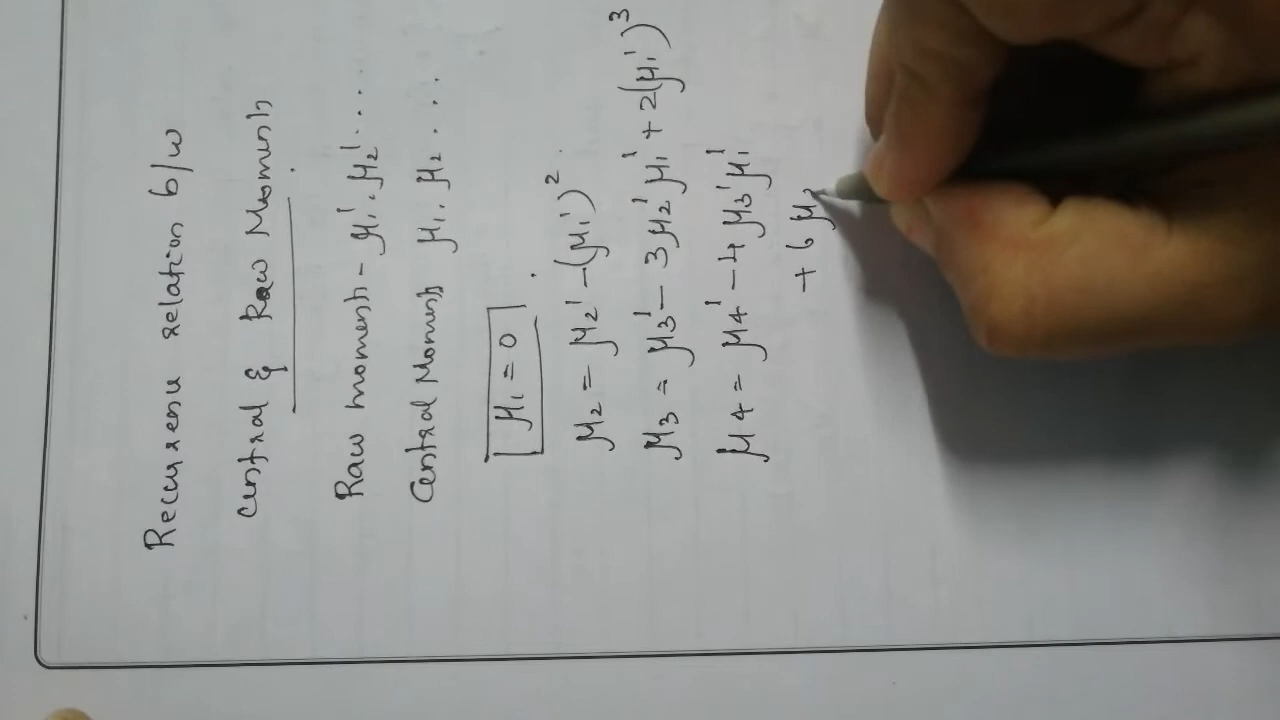 Recurrence relation b/w
central & Raw Moments.
Raw moments - μ₁', μ₂'....
Central Moments μ₁, μ₂....
μ₁ = 0.
μ₂ = μ₂' - (μ₁')².
μ₃ = μ₃' - 3μ₂'μ₁' + 2(μ₁')³
μ₄ = μ₄' - 4μ₃'μ₁'
+ 6μ